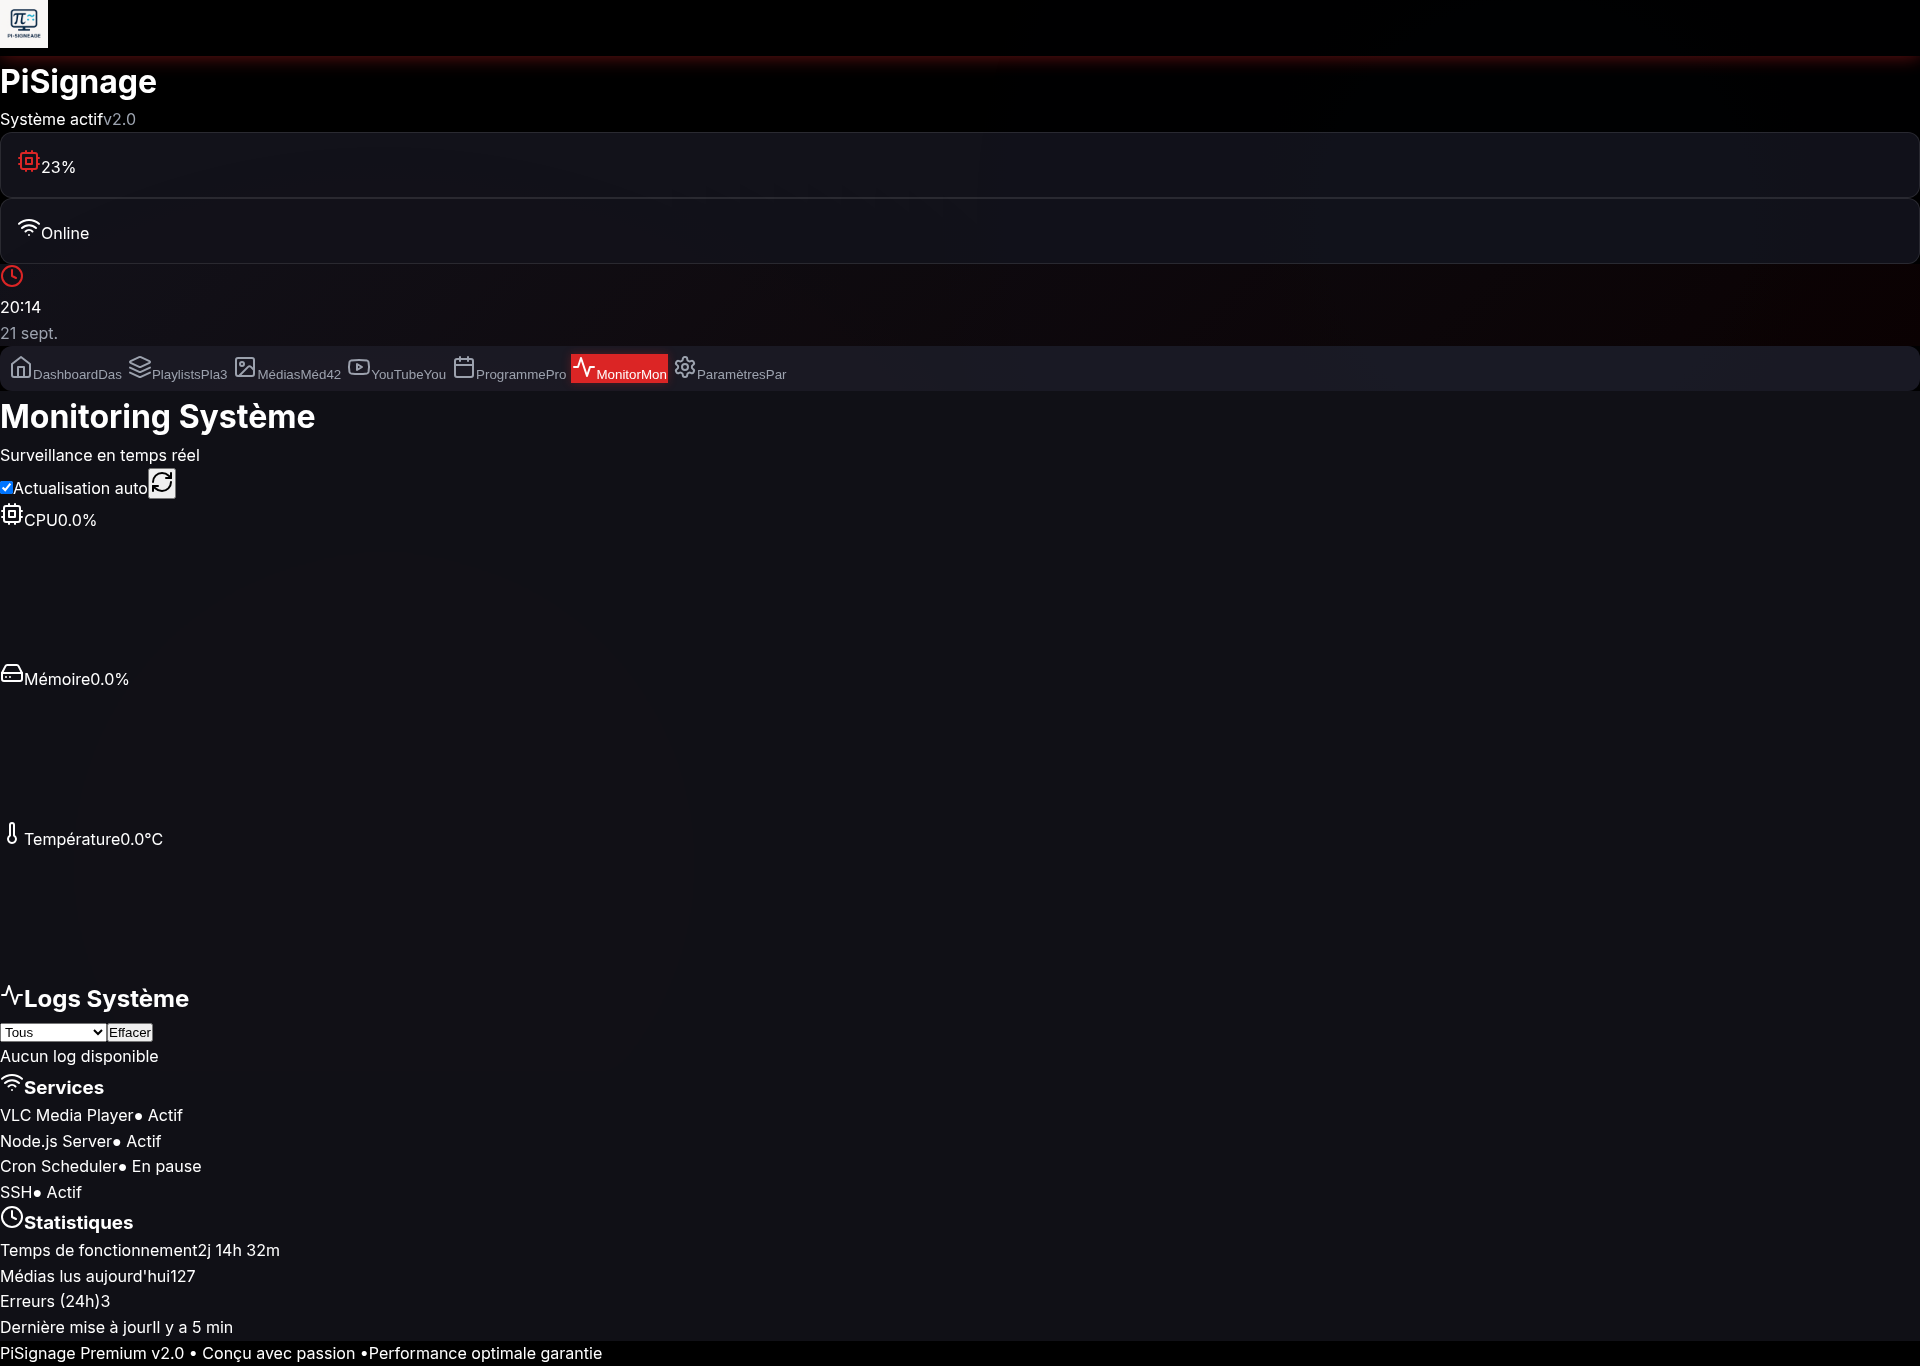 PI-SIGNEAGE
PiSignage
Système actifv2.0
23%
Online
20:14
21 sept.
DashboardDas PlaylistsPla3 MédiasMéd42 YouTubeYou ProgrammePro MonitorMon ParamètresPar
Monitoring Système
Surveillance en temps réel
Actualisation auto
CPU0.0%
Mémoire0.0%
Température0.0°C
Logs Système
Tous Effacer
Aucun log disponible
Services
VLC Media Player● Actif
Node.js Server● Actif
Cron Scheduler● En pause
SSH● Actif
Statistiques
Temps de fonctionnement2j 14h 32m
Médias lus aujourd'hui127
Erreurs (24h)3
Dernière mise à jourIl y a 5 min
PiSignage Premium v2.0 • Conçu avec passion •Performance optimale garantie